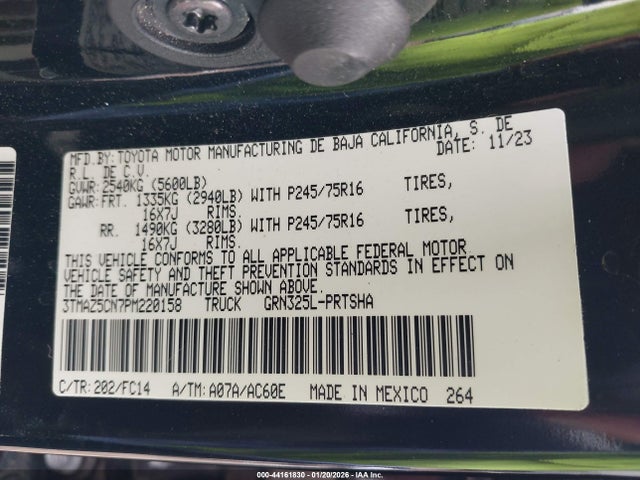 MFD.BY: TOYOTA MOTOR MANUFACTURING DE BAJA CALIFORNIA, S. DE
R.L. DE C.V. DATE: 11/23
GVWR: 2540KG (5600LB)
GAWR: FRT. 1335KG (2940LB) WITH P245/75R16 TIRES,
16X7J RIMS.
RR. 1490KG (3280LB) WITH P245/75R16 TIRES,
16X7J RIMS.
THIS VEHICLE CONFORMS TO ALL APPLICABLE FEDERAL MOTOR
VEHICLE SAFETY AND THEFT PREVENTION STANDARDS IN EFFECT ON
THE DATE OF MANUFACTURE SHOWN ABOVE.
3TMAZ5CN7PM220158 TRUCK GRN325L-PRTSHA
C/TR: 202/FC14 A/TM: A07A/AC60E MADE IN MEXICO 264
000-44161830 - 01/20/2026 - IAA Inc.